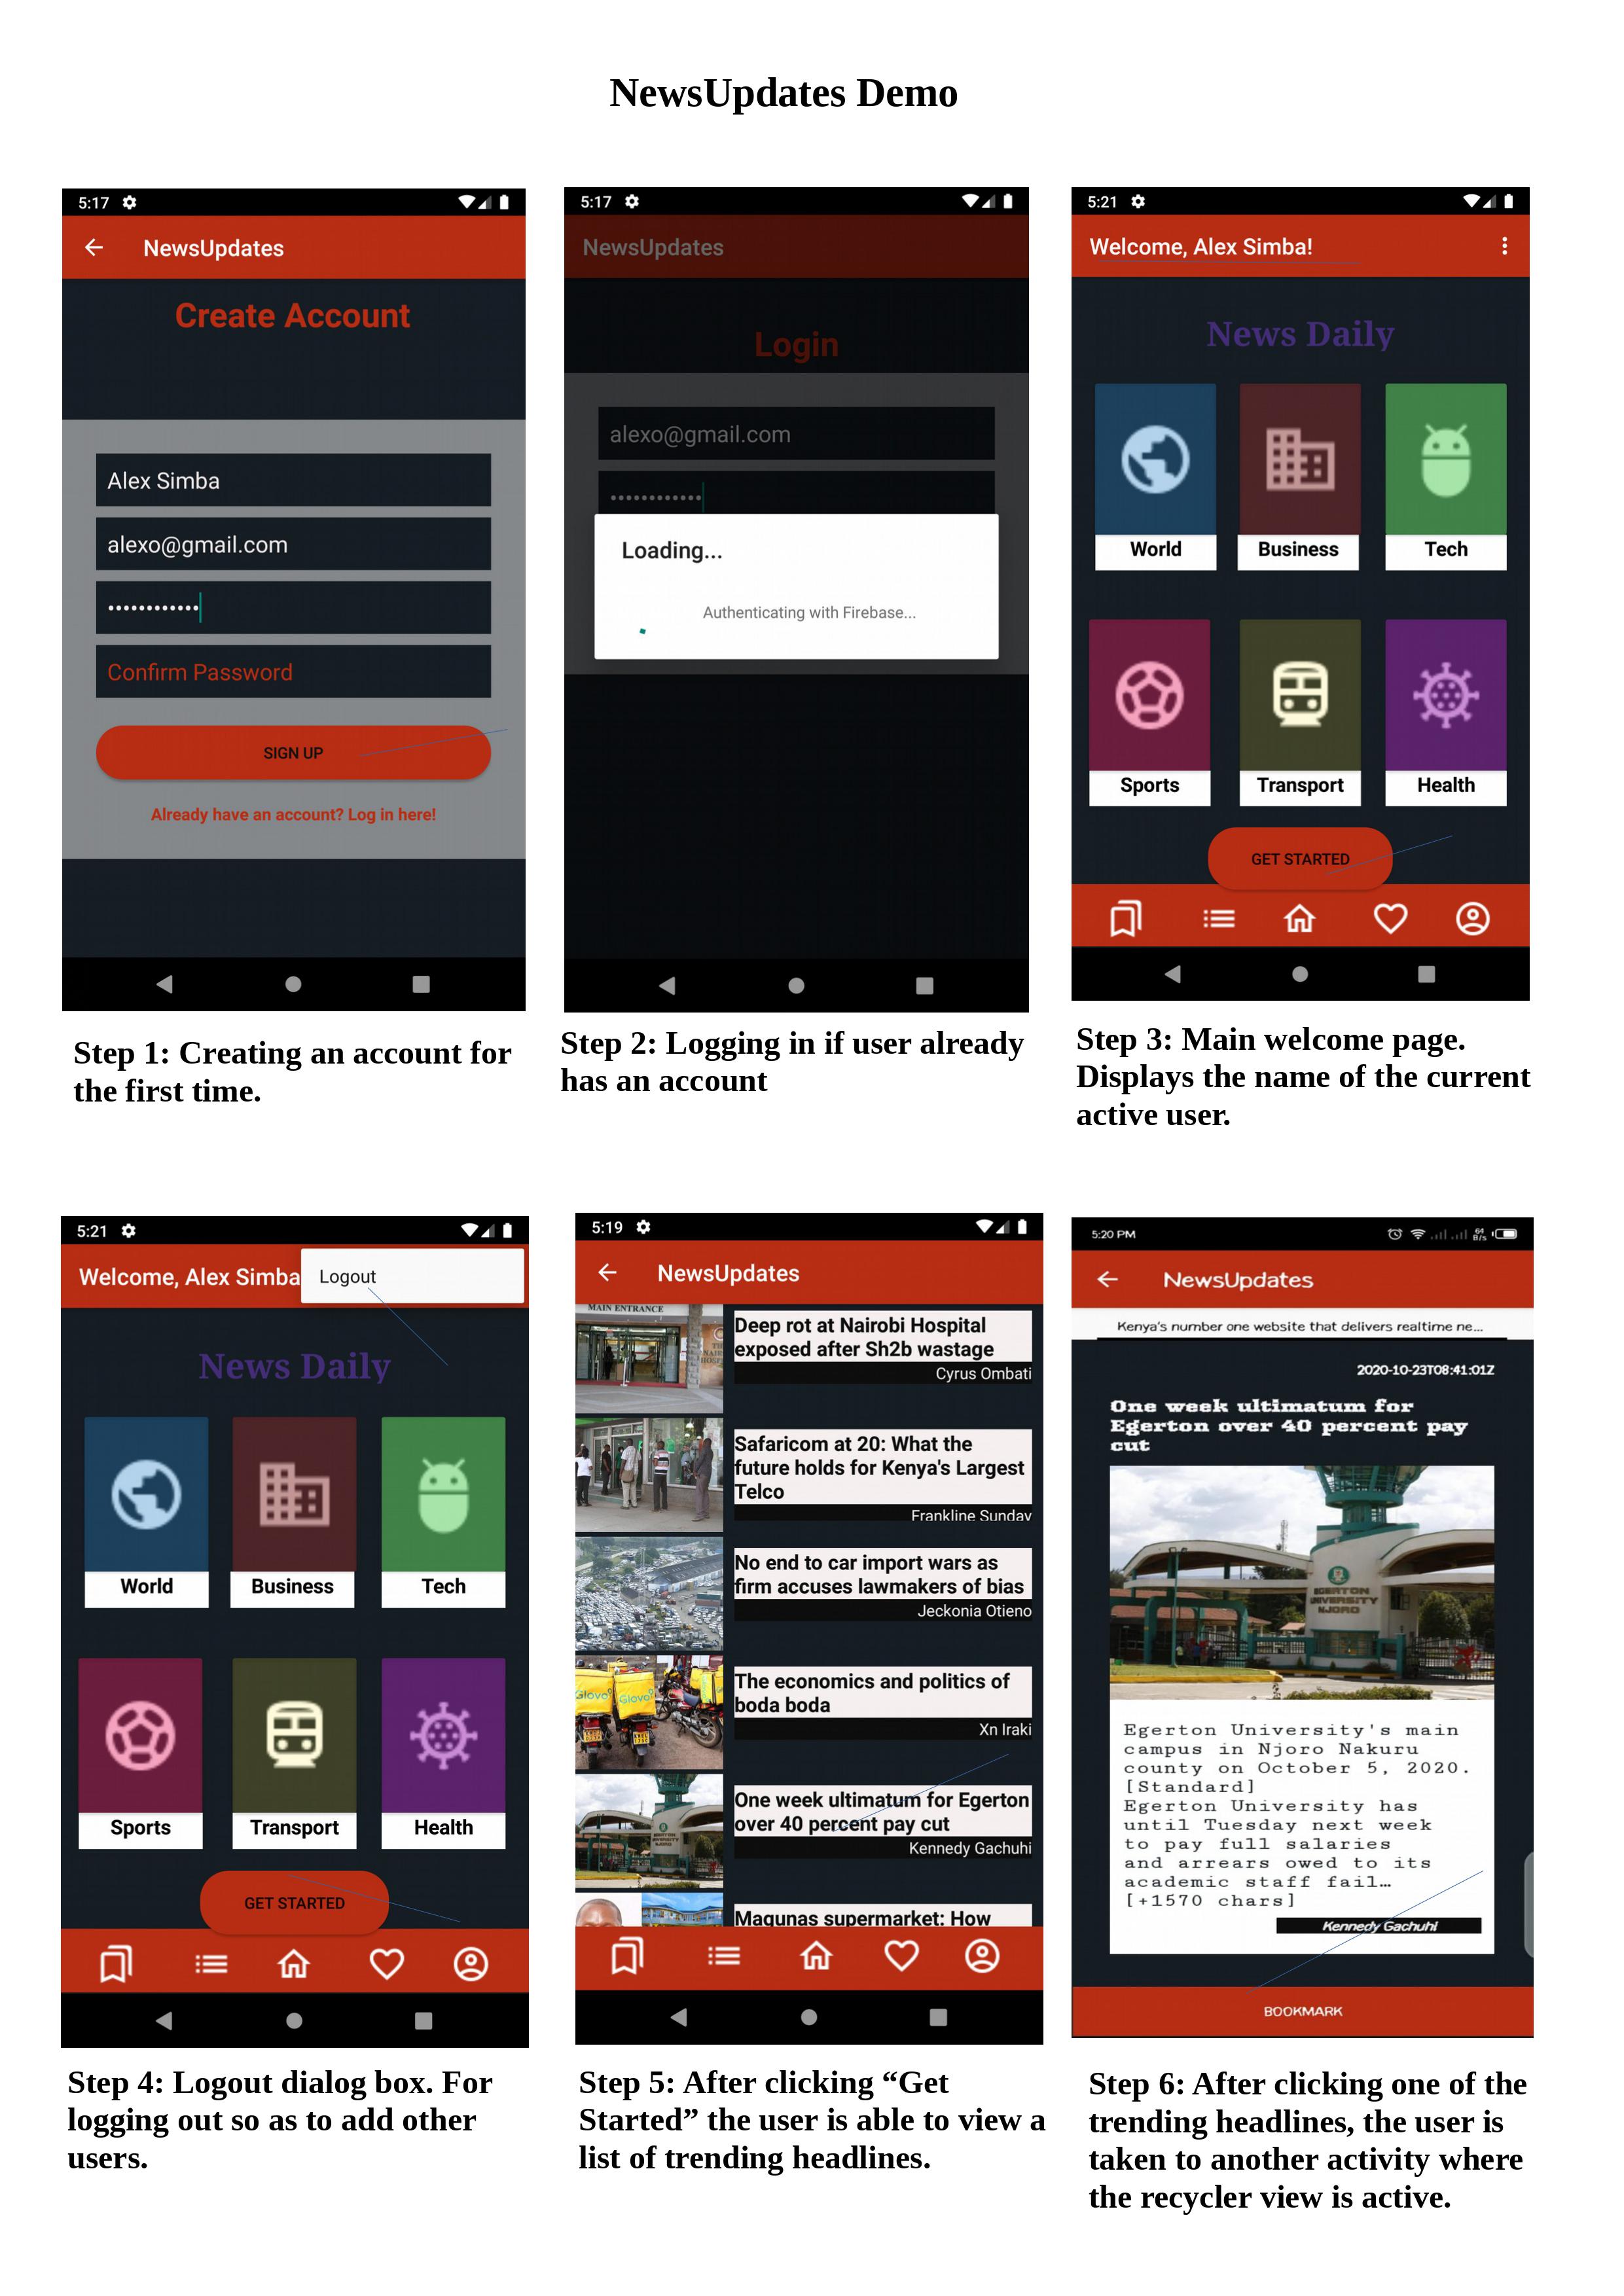 NewsUpdates Demo
5:17
NewsUpdates
Create Account
Alex Simba
alexo@gmail.com
••••••••••••
Confirm Password
SIGN UP
Already have an account? Log in here!
Step 1: Creating an account for
the first time.
5:17
NewsUpdates
Login
alexo@gmail.com
••••••••••••
Loading...
Authenticating with Firebase...
Step 2: Logging in if user already
has an account
5:21
Welcome, Alex Simba!
News Daily
World
Business
Tech
Sports
Transport
Health
GET STARTED
Step 3: Main welcome page.
Displays the name of the current
active user.
5:21
Welcome, Alex Simba
Logout
News Daily
World
Business
Tech
Sports
Transport
Health
GET STARTED
Step 4: Logout dialog box. For
logging out so as to add other
users.
5:19
NewsUpdates
MAIN ENTRANCE
Deep rot at Nairobi Hospital
exposed after Sh2b wastage
Cyrus Ombati
Safaricom at 20: What the
future holds for Kenya's Largest
Telco
Frankline Sunday
No end to car import wars as
firm accuses lawmakers of bias
Jeckonia Otieno
Glovo
Glovo
The economics and politics of
boda boda
Xn Iraki
One week ultimatum for Egerton
over 40 percent pay cut
Kennedy Gachuhi
Magunas supermarket: How
Step 5: After clicking “Get
Started” the user is able to view a
list of trending headlines.
5:20 PM
64
B/s
NewsUpdates
Kenya's number one website that delivers realtime ne...
2020-10-23T08:41:01Z
One week ultimatum for
Egerton over 40 percent pay
cut
EGERTON
UNIVERSITY
NJORO
Egerton University's main
campus in Njoro Nakuru
county on October 5, 2020.
[Standard]
Egerton University has
until Tuesday next week
to pay full salaries
and arrears owed to its
academic staff fail…
[+1570 chars]
Kennedy Gachuhi
BOOKMARK
Step 6: After clicking one of the
trending headlines, the user is
taken to another activity where
the recycler view is active.